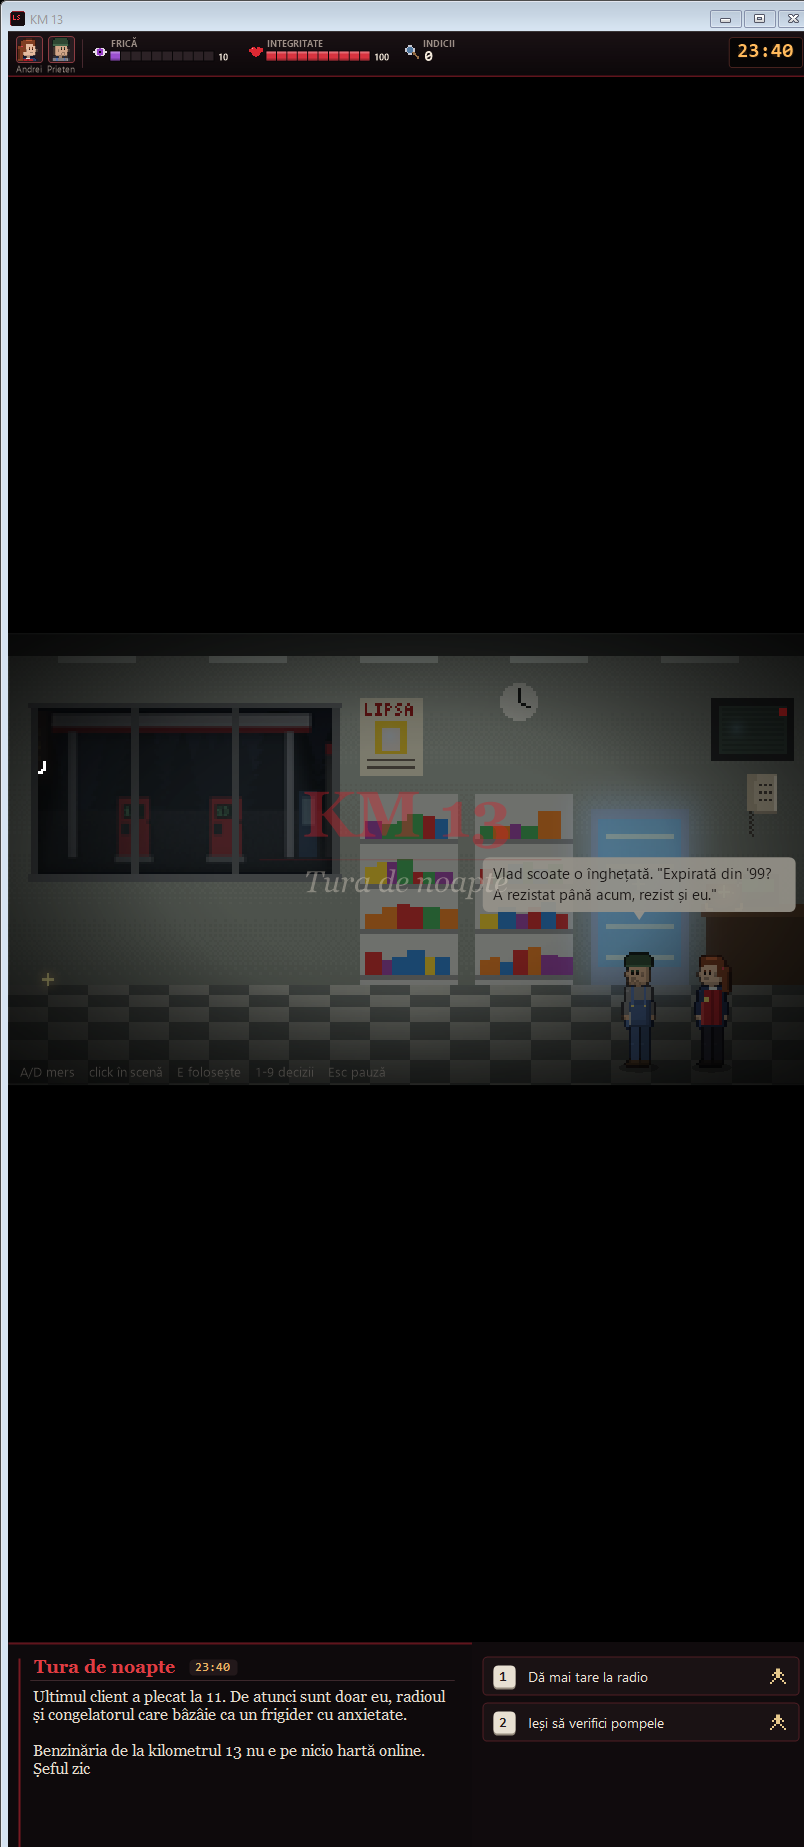 KM 13
Andrei
Prieten
FRICĂ
10
INTEGRITATE
100
INDICII
0
23:40
LIPSA
KM 13
Tura de noapte
Vlad scoate o înghețată. "Expirată din '99?
A rezistat până acum, rezist și eu."
A/D mers click în scenă E folosește 1-9 decizii Esc pauză
Tura de noapte 23:40
Ultimul client a plecat la 11. De atunci sunt doar eu, radioul
și congelatorul care bâzâie ca un frigider cu anxietate.
Benzinăria de la kilometrul 13 nu e pe nicio hartă online.
Șeful zic
1 Dă mai tare la radio
2 Ieși să verifici pompele